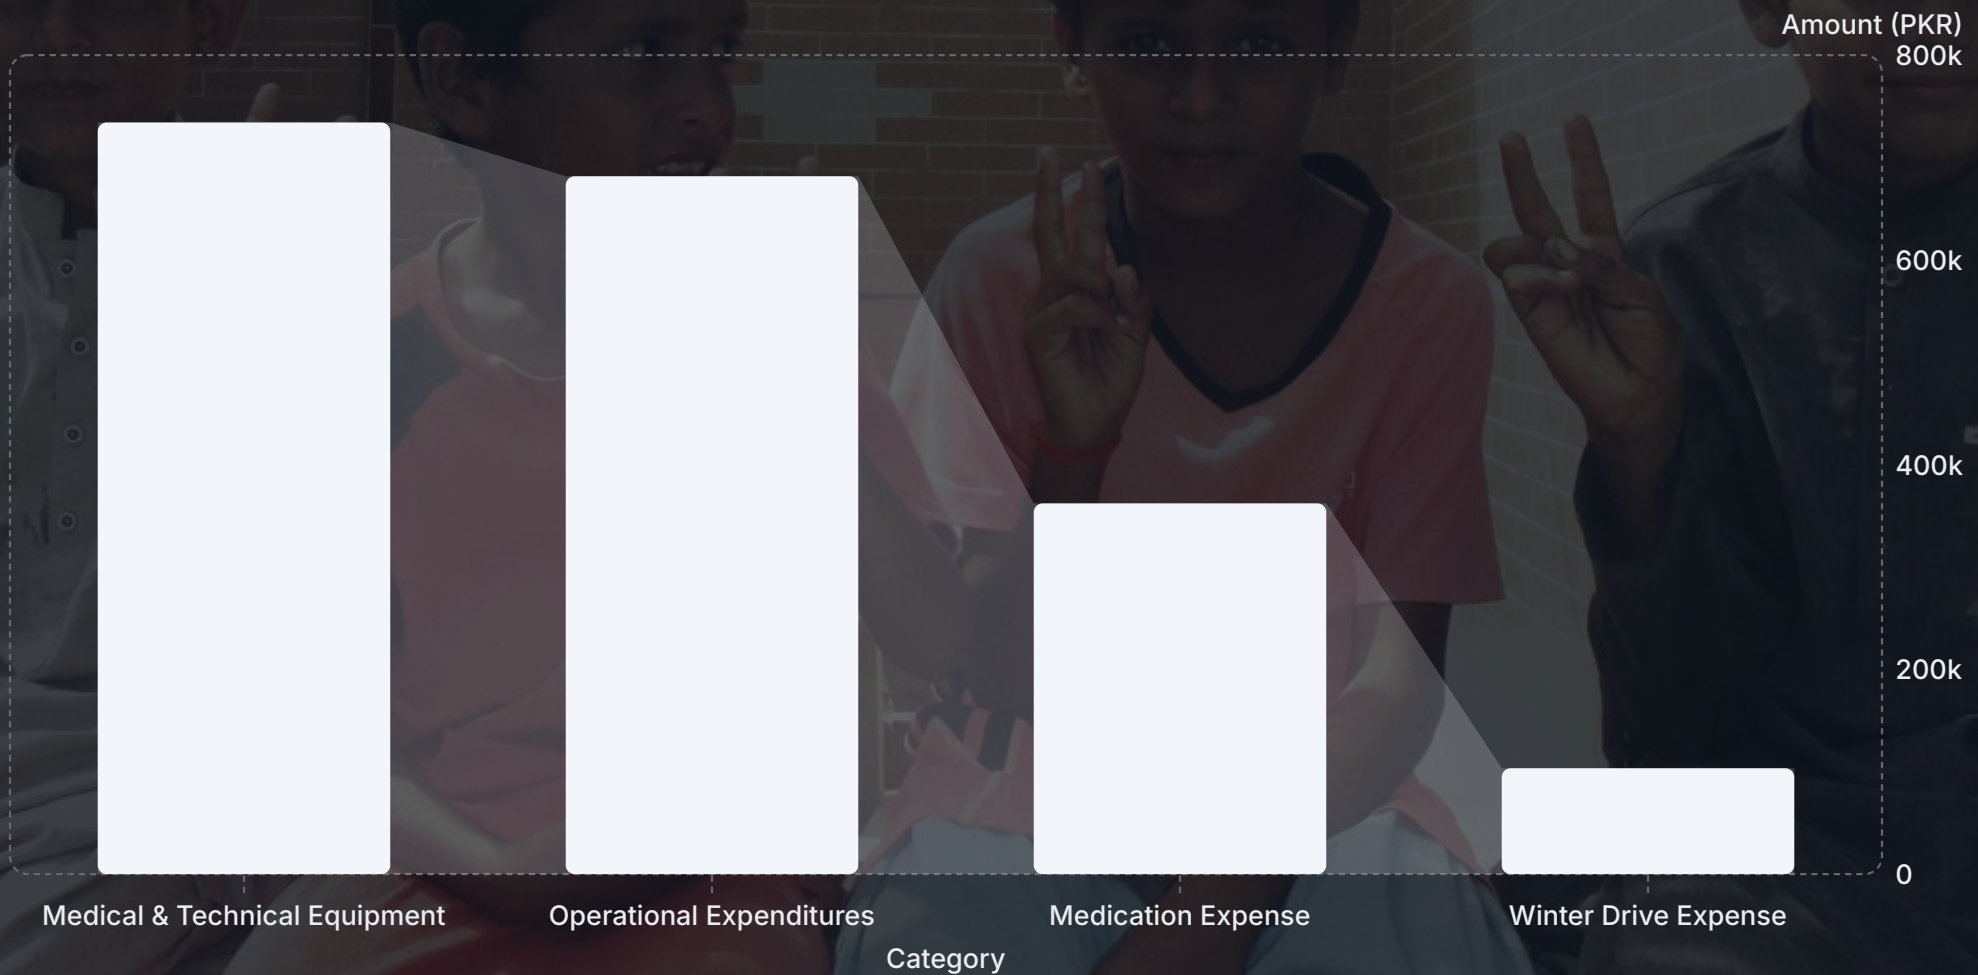 Amount (PKR)
800k
600k
400k
200k
0
Medical & Technical Equipment
Operational Expenditures
Medication Expense
Winter Drive Expense
Category